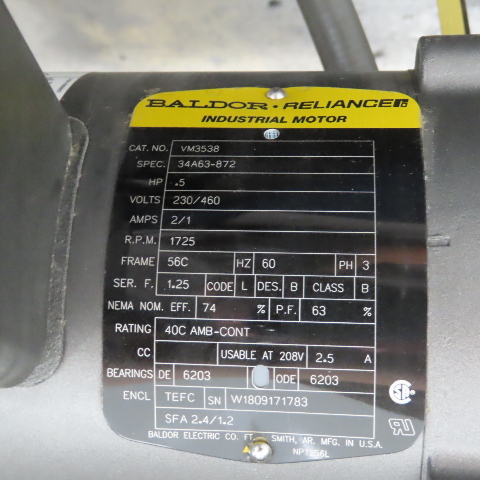 BALDOR • RELIANCE
INDUSTRIAL MOTOR
CAT. NO. VM3538
SPEC. 34A63-872
HP .5
VOLTS 230/460
AMPS 2/1
R.P.M. 1725
FRAME 56C HZ 60 PH 3
SER. F. 1.25 CODE L DES. B CLASS B
NEMA NOM. EFF. 74 % P.F. 63 %
RATING 40C AMB-CONT
CC USABLE AT 208V 2.5 A
BEARINGS DE 6203 ODE 6203
ENCL TEFC SN W1809171783
SFA 2.4/1.2
BALDOR ELECTRIC CO. FT. SMITH, AR. MFG. IN U.S.A.